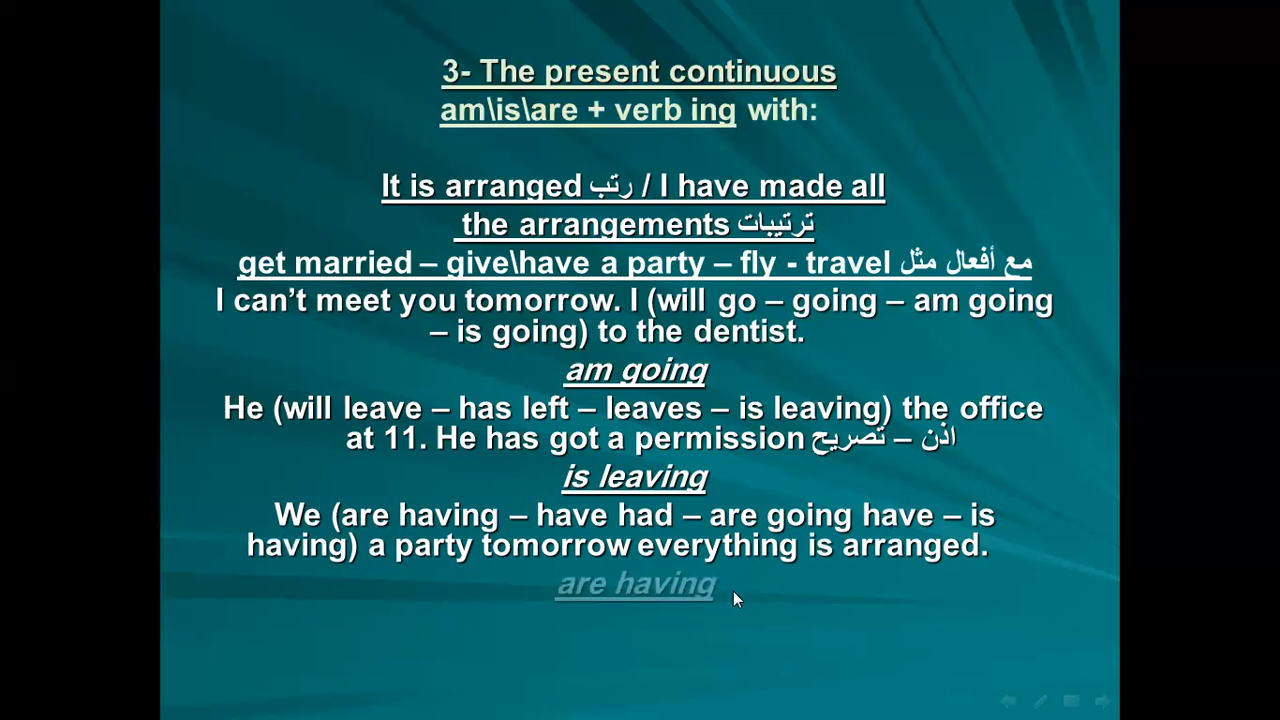 3- The present continuous
am\is\are + verb ing with:
It is arranged رتب / I have made all
the arrangements ترتيبات
get married – give\have a party – fly - travel مع أفعال مثل
I can’t meet you tomorrow. I (will go – going – am going
– is going) to the dentist.
am going
He (will leave – has left – leaves – is leaving) the office
at 11. He has got a permission اذن – تصريح
is leaving
We (are having – have had – are going have – is
having) a party tomorrow everything is arranged.
are having